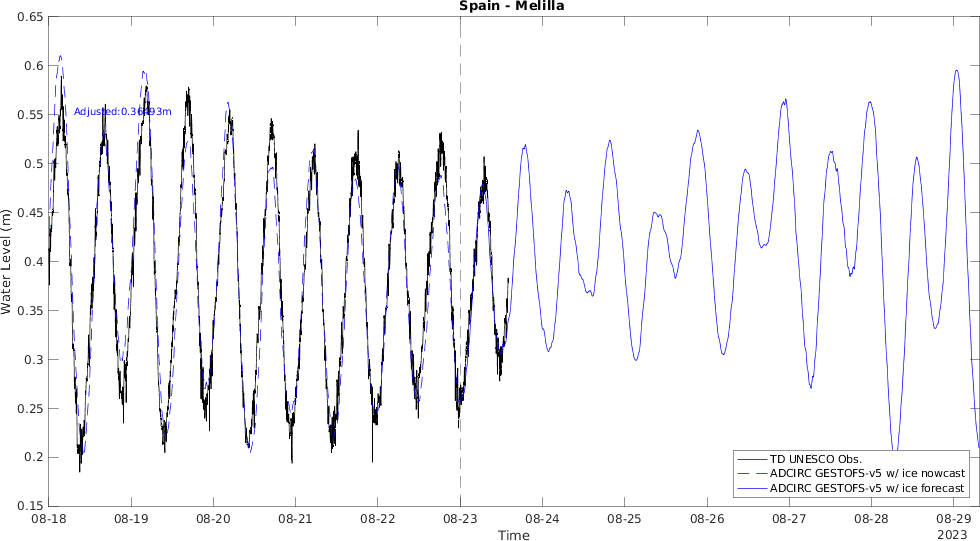 Spain - Melilla
0.65
0.6
0.55
0.5
0.45
0.4
0.35
0.3
0.25
0.2
0.15
Water Level (m)
Adjusted:0.36493m
TD UNESCO Obs.
ADCIRC GESTOFS-v5 w/ ice nowcast
ADCIRC GESTOFS-v5 w/ ice forecast
08-18 08-19 08-20 08-21 08-22 08-23 08-24 08-25 08-26 08-27 08-28 08-29
Time
2023